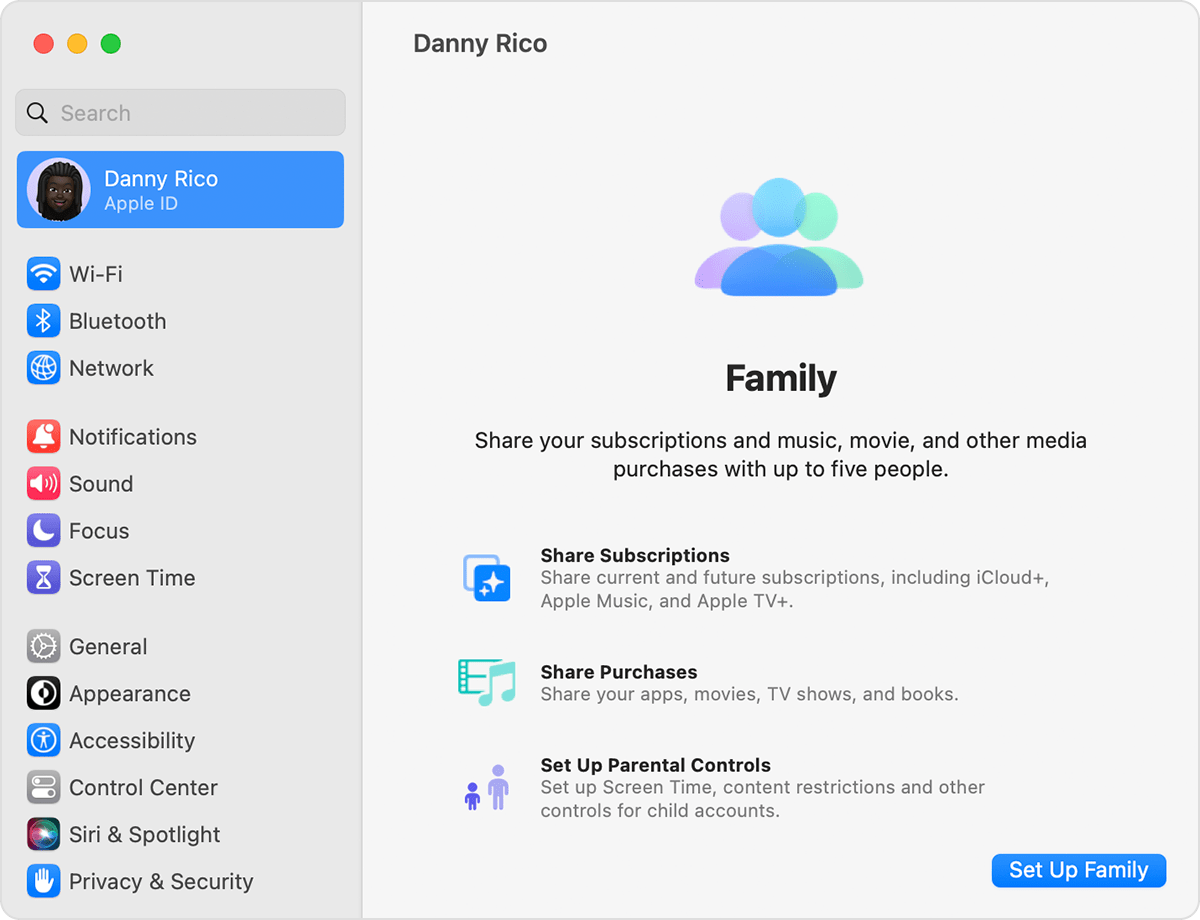 Danny Rico
Search
Danny Rico
Apple ID
Wi-Fi
Bluetooth
Network
Notifications
Sound
Focus
Screen Time
General
Appearance
Accessibility
Control Center
Siri & Spotlight
Privacy & Security
Family
Share your subscriptions and music, movie, and other media
purchases with up to five people.
Share Subscriptions
Share current and future subscriptions, including iCloud+,
Apple Music, and Apple TV+.
Share Purchases
Share your apps, movies, TV shows, and books.
Set Up Parental Controls
Set up Screen Time, content restrictions and other
controls for child accounts.
Set Up Family